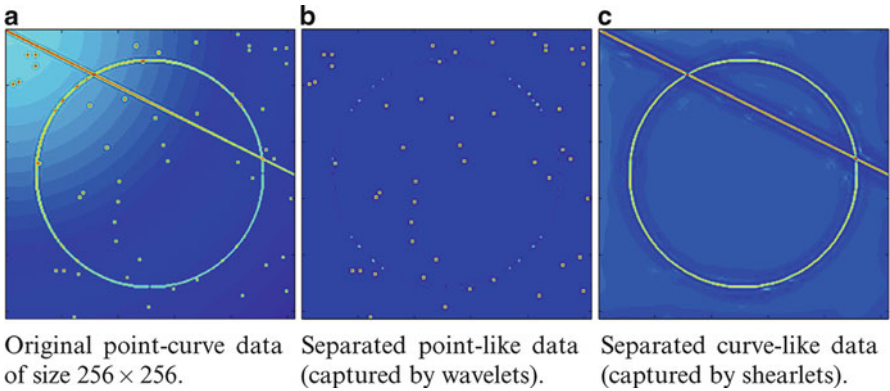 a
b
c
Original point-curve data
of size 256 × 256.
Separated point-like data
(captured by wavelets).
Separated curve-like data
(captured by shearlets).